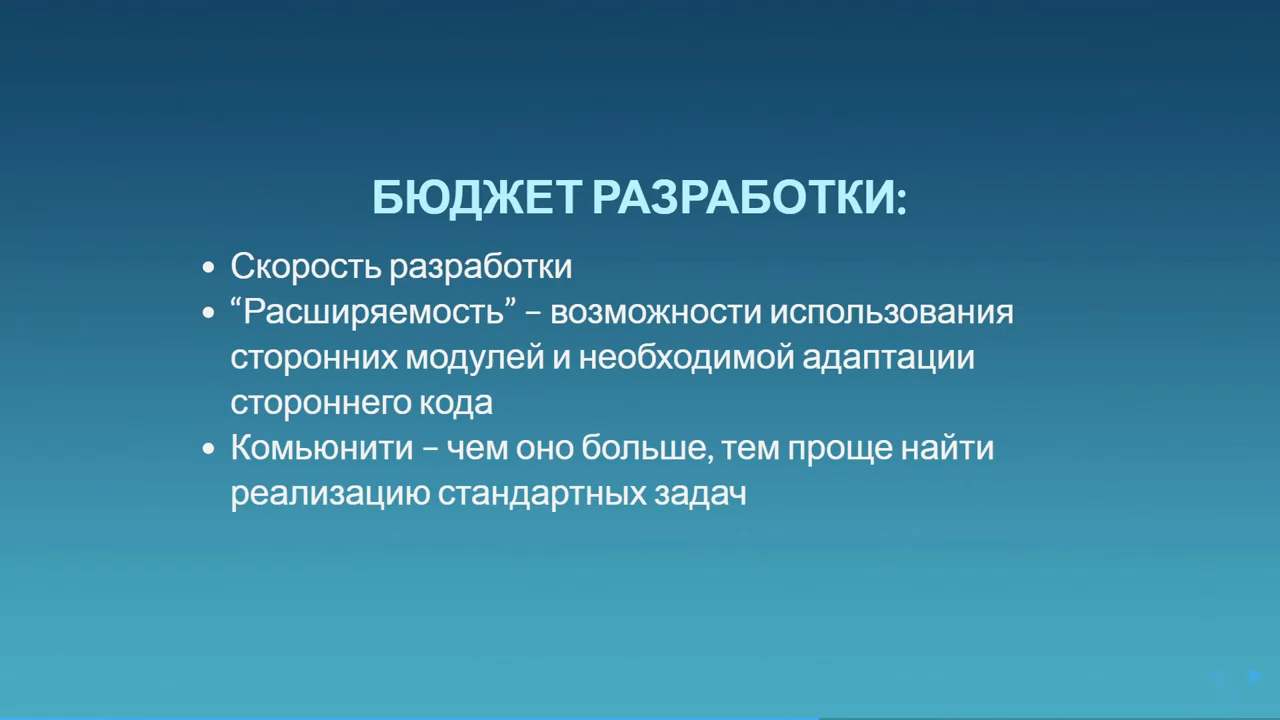 БЮДЖЕТ РАЗРАБОТКИ:
• Скорость разработки
• “Расширяемость” – возможности использования
сторонних модулей и необходимой адаптации
стороннего кода
• Комьюнити – чем оно больше, тем проще найти
реализацию стандартных задач